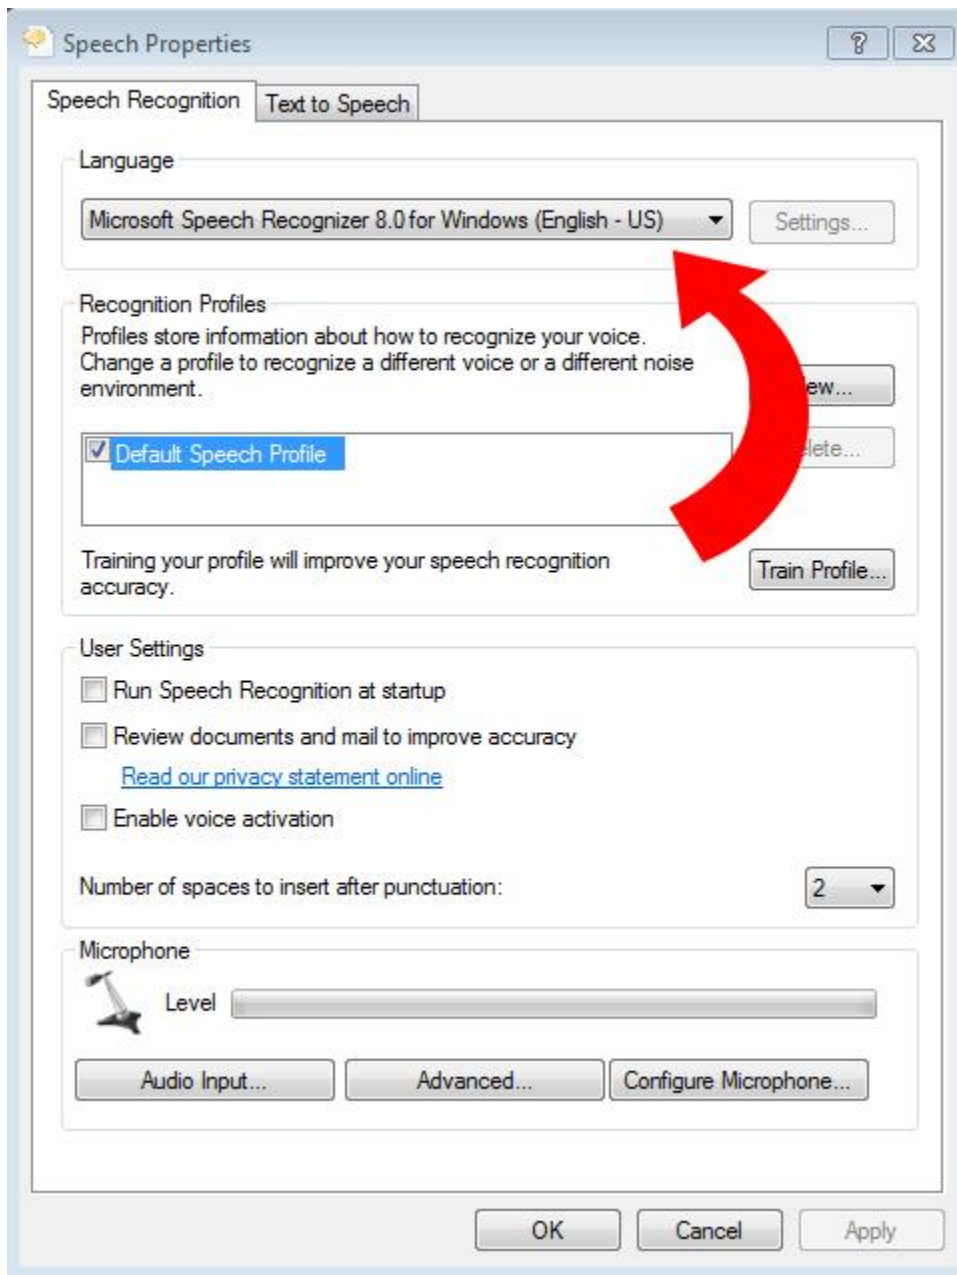 Speech Properties
Speech Recognition
Text to Speech
Language
Microsoft Speech Recognizer 8.0 for Windows (English - US)
Settings...
Recognition Profiles
Profiles store information about how to recognize your voice.
Change a profile to recognize a different voice or a different noise
environment.
Default Speech Profile
Training your profile will improve your speech recognition
accuracy.
Train Profile...
User Settings
Run Speech Recognition at startup
Review documents and mail to improve accuracy
Read our privacy statement online
Enable voice activation
Number of spaces to insert after punctuation:
2
Microphone
Level
Audio Input...
Advanced...
Configure Microphone...
OK
Cancel
Apply